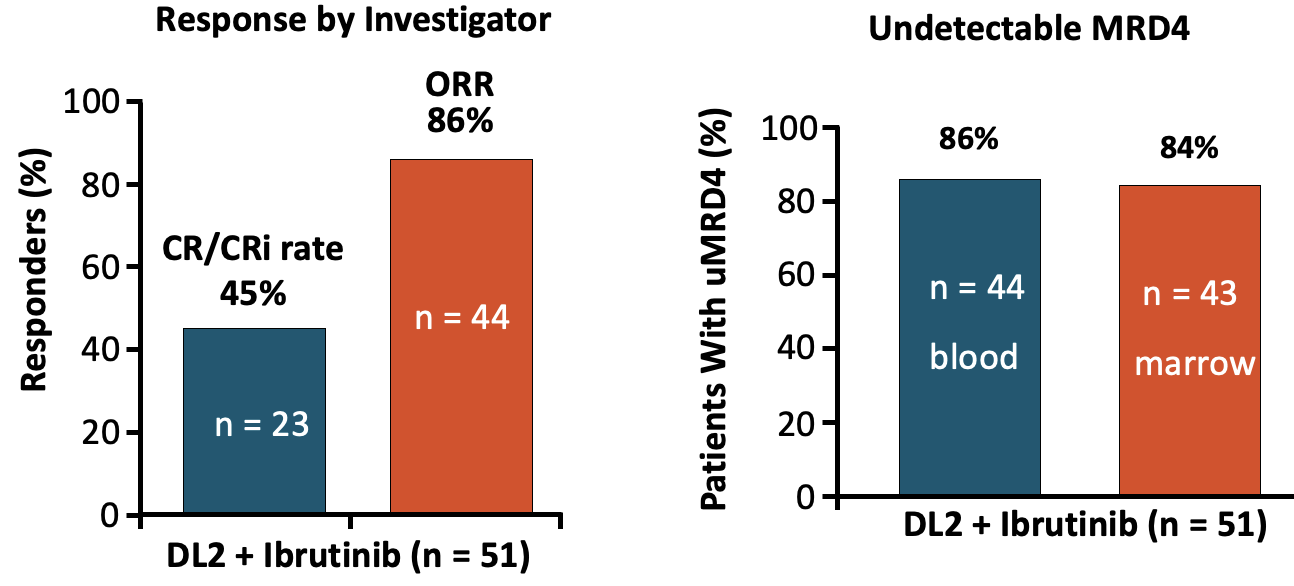 Response by Investigator
Responders (%)
100
80
60
40
20
0
CR/CRi rate
45%
n = 23
ORR
86%
n = 44
DL2 + Ibrutinib (n = 51)
Undetectable MRD4
Patients With uMRD4 (%)
100
80
60
40
20
0
86%
n = 44
blood
84%
n = 43
marrow
DL2 + Ibrutinib (n = 51)